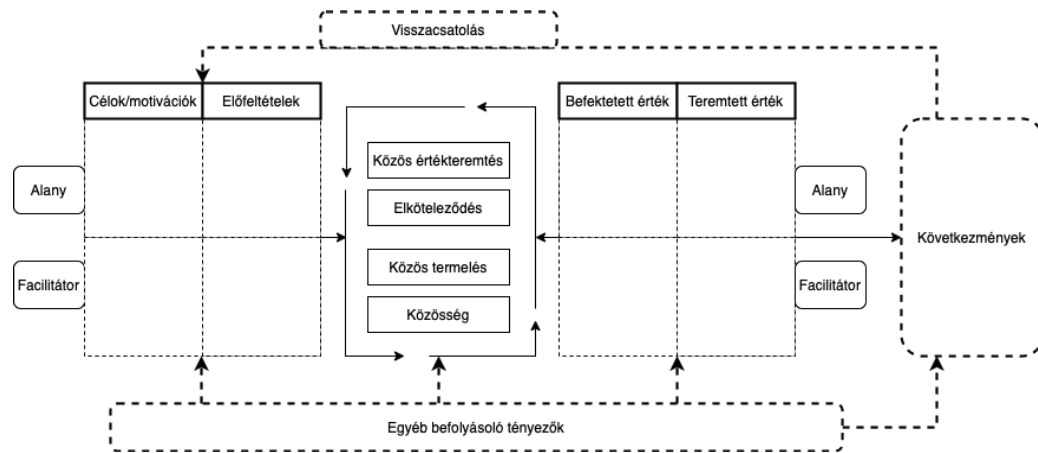 Visszacsatolás
Célok/motivációk
Előfeltételek
Befektetett érték
Teremtett érték
Közös értékteremtés
Elköteleződés
Közös termelés
Közösség
Alany
Facilitátor
Alany
Facilitátor
Következmények
Egyéb befolyásoló tényezők